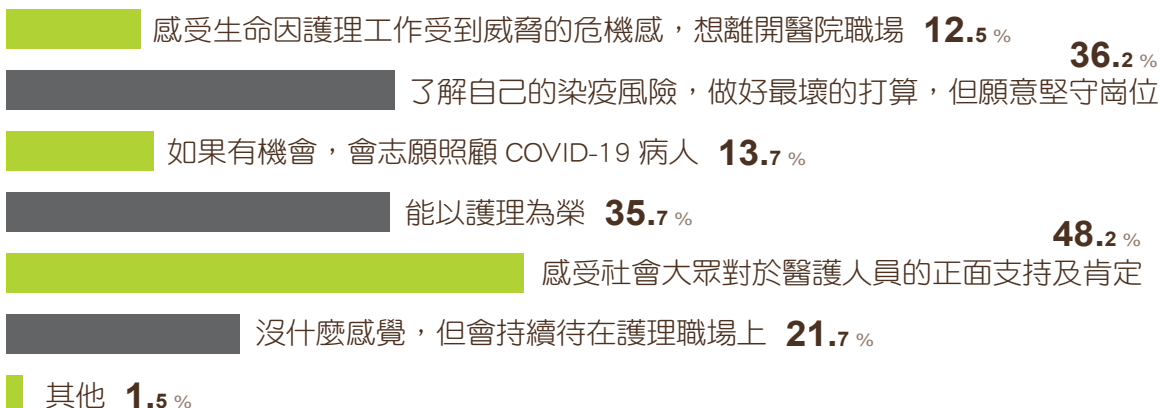 感受生命因護理工作受到威脅的危機感，想離開醫院職場 12.5 %
36.2 %
了解自己的染疫風險，做好最壞的打算，但願意堅守崗位
如果有機會，會志願照顧 COVID-19 病人 13.7 %
能以護理為榮 35.7 %
48.2 %
感受社會大眾對於醫護人員的正面支持及肯定
沒什麼感覺，但會持續待在護理職場上 21.7 %
其他 1.5 %